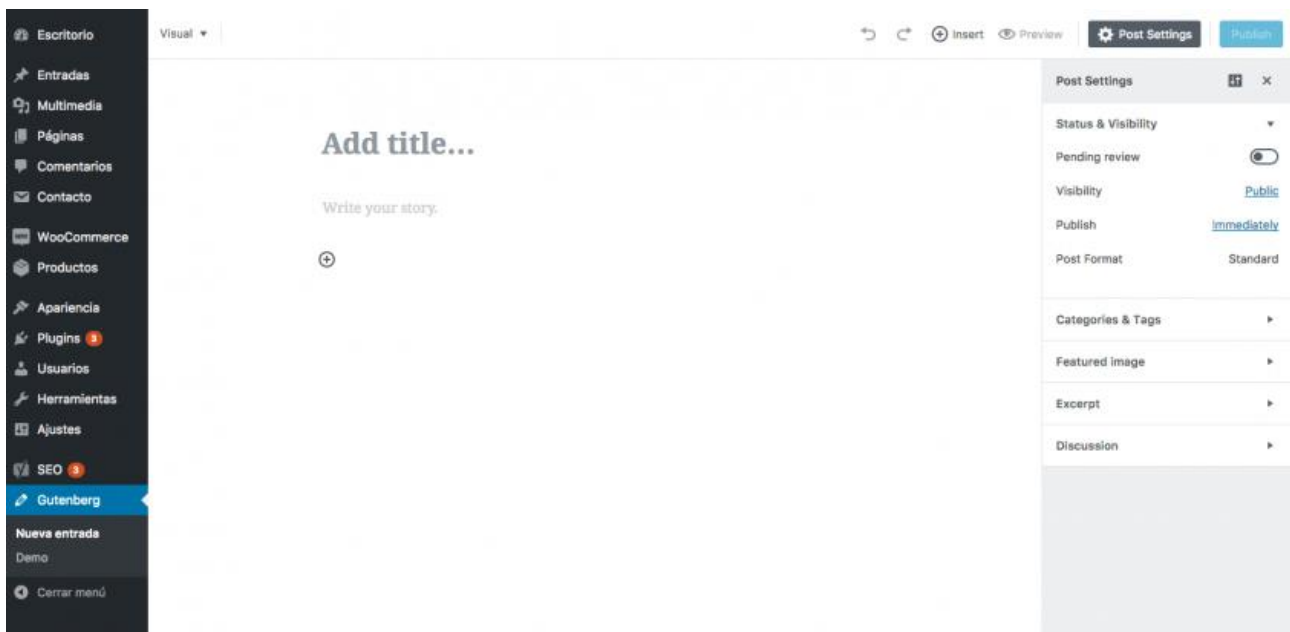 Escritorio
Entradas
Multimedia
Páginas
Comentarios
Contacto
WooCommerce
Productos
Apariencia
Plugins 3
Usuarios
Herramientas
Ajustes
SEO 3
Gutenberg
Nueva entrada
Demo
Cerrar menú
Visual
Insert Preview Post Settings Publish
Add title...
Write your story.
Post Settings
Status & Visibility
Pending review
Visibility Public
Publish Immediately
Post Format Standard
Categories & Tags
Featured image
Excerpt
Discussion